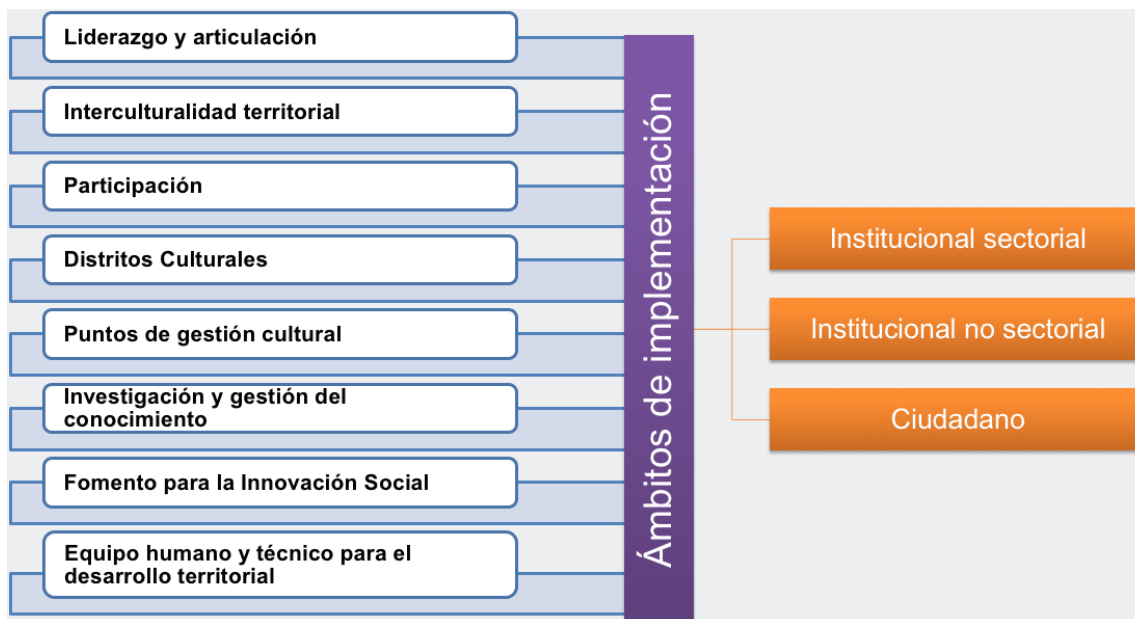 Liderazgo y articulación
Interculturalidad territorial
Participación
Distritos Culturales
Puntos de gestión cultural
Investigación y gestión del
conocimiento
Fomento para la Innovación Social
Equipo humano y técnico para el
desarrollo territorial
Ámbitos de implementación
Institucional sectorial
Institucional no sectorial
Ciudadano